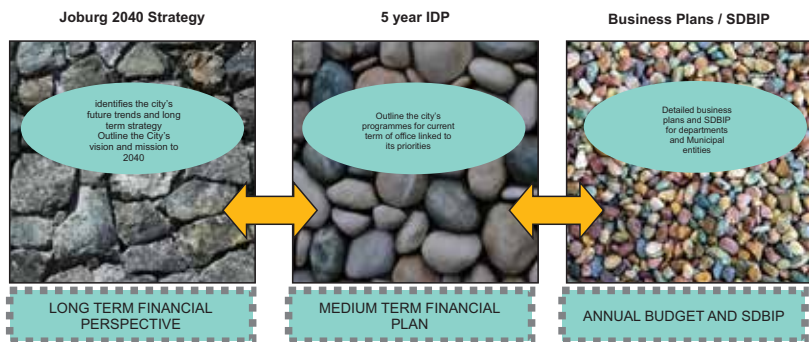 Joburg 2040 Strategy
5 year IDP
Business Plans / SDBIP
identifies the city's
future trends and long
term strategy
Outline the City's
vision and mission to
2040
Outline the city's
programmes for current
term of office linked to
its priorities
Detailed business
plans and SDBIP
for departments
and Municipal
entities
LONG TERM FINANCIAL
PERSPECTIVE
MEDIUM TERM FINANCIAL
PLAN
ANNUAL BUDGET AND SDBIP